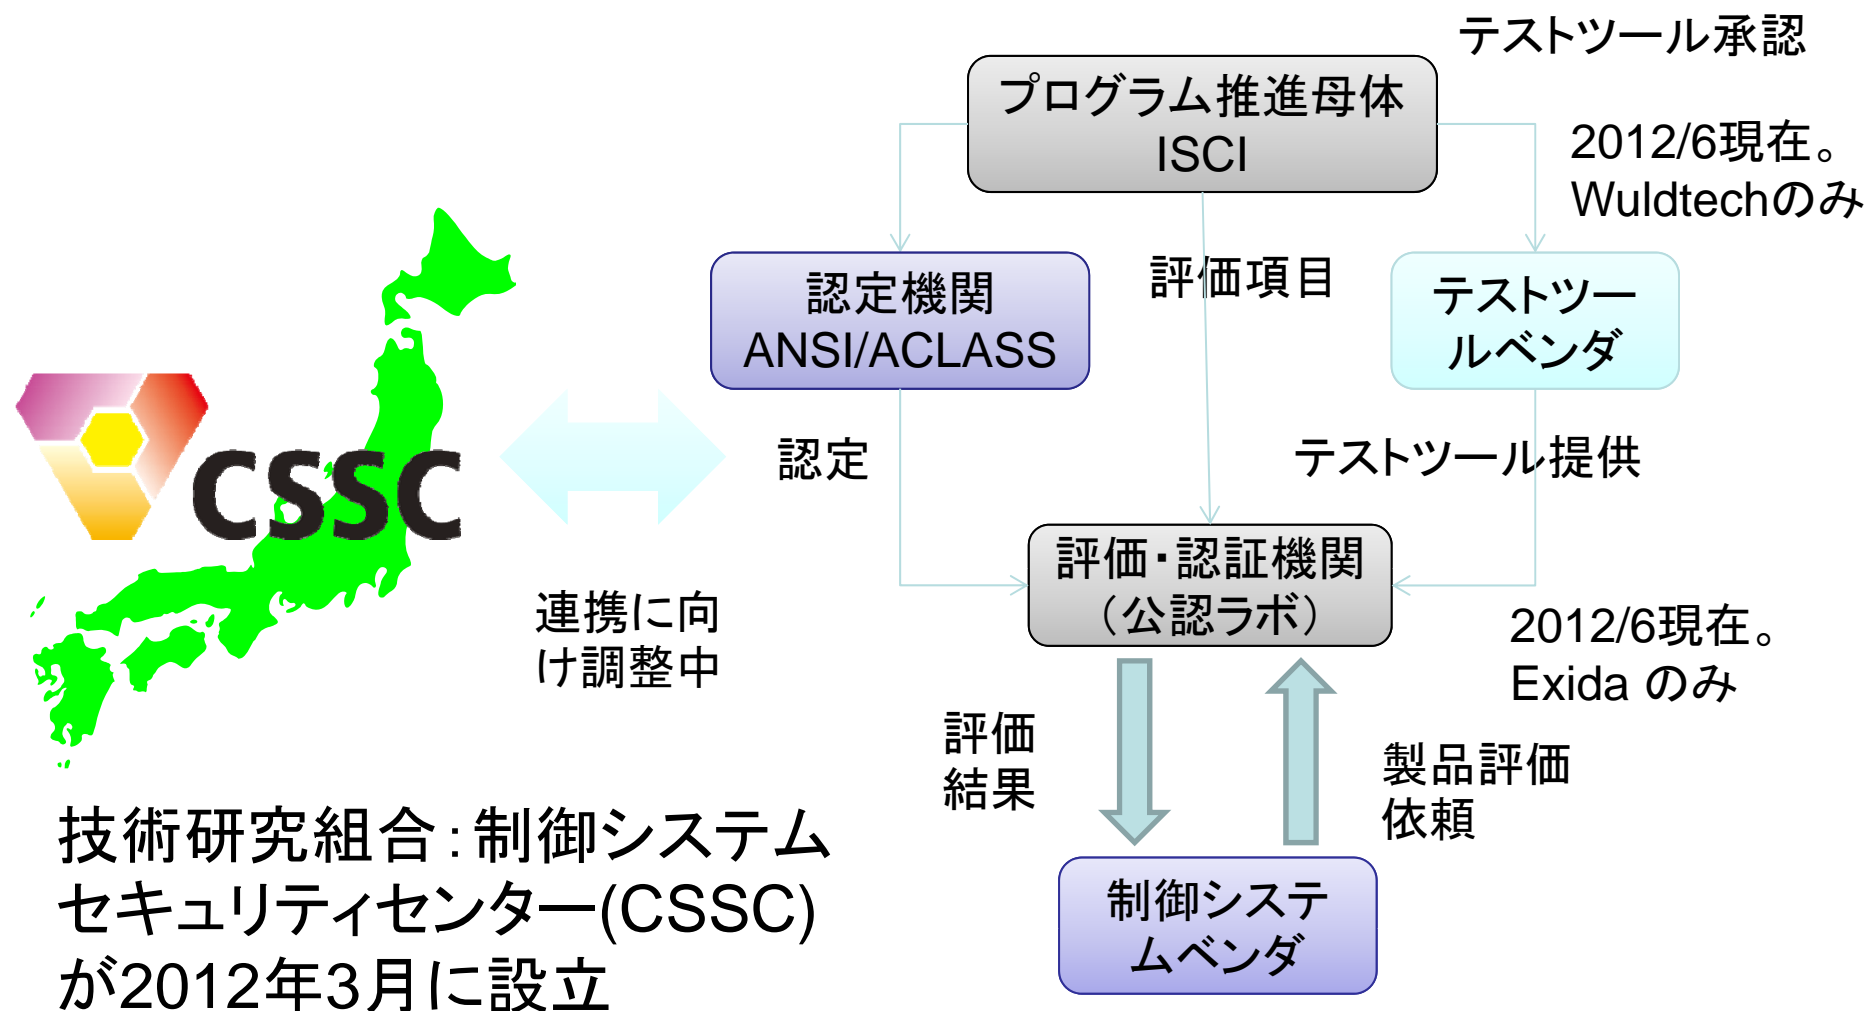 テストツール承認
プログラム推進母体
ISCI
2012/6現在。
Wuldtechのみ
認定機関
ANSI/ACLASS
評価項目
テストツー
ルベンダ
CSSC
認定
テストツール提供
評価・認証機関
（公認ラボ）
連携に向
け調整中
2012/6現在。
Exida のみ
評価
結果
製品評価
依頼
技術研究組合：制御システム
セキュリティセンター(CSSC)
が2012年3月に設立
制御システ
ムベンダ